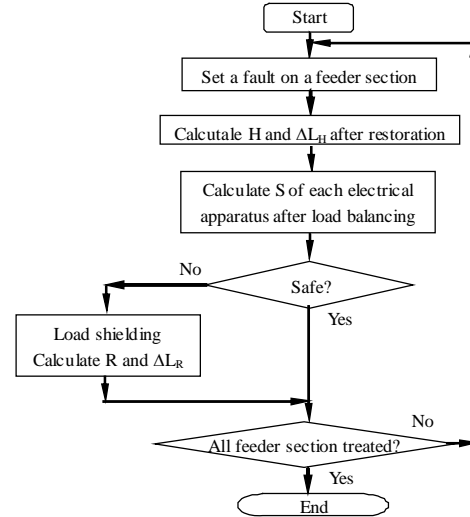 Start
Set a fault on a feeder section
Calcutale H and ΔL_H after restoration
Calculate S of each electrical
apparatus after load balancing
No
Safe?
Yes
Load shielding
Calculate R and ΔL_R
No
All feeder section treated?
Yes
End